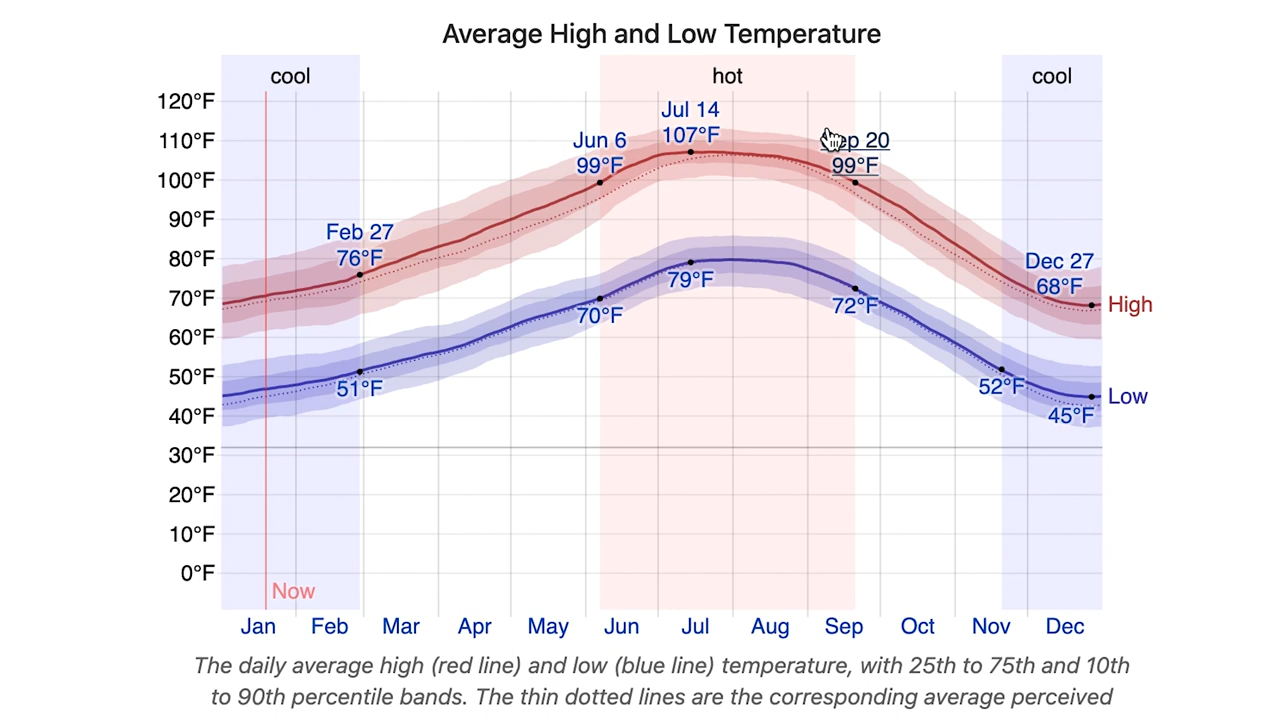 Average High and Low Temperature
cool
hot
cool
120°F
110°F
100°F
90°F
80°F
70°F
60°F
50°F
40°F
30°F
20°F
10°F
0°F
Feb 27
76°F
Jun 6
99°F
Jul 14
107°F
20
99°F
Dec 27
68°F
High
51°F
70°F
79°F
72°F
52°F
45°F
Low
Now
Jan Feb Mar Apr May Jun Jul Aug Sep Oct Nov Dec
The daily average high (red line) and low (blue line) temperature, with 25th to 75th and 10th
to 90th percentile bands. The thin dotted lines are the corresponding average perceived